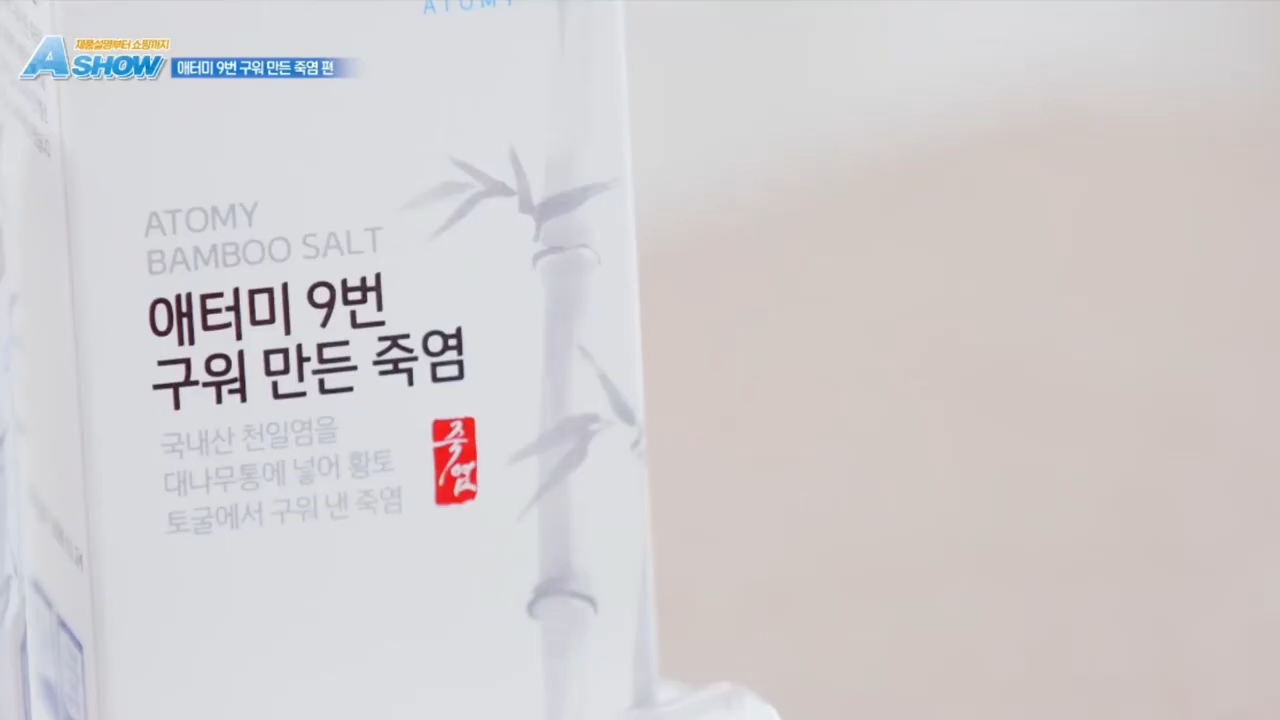 제품설명부터 쇼핑까지
A SHOW
애터미 9번 구워 만든 죽염 편
ATOMY
ATOMY
BAMBOO SALT
애터미 9번
구워 만든 죽염
국내산 천일염을
대나무통에 넣어 황토
토굴에서 구워 낸 죽염
죽염